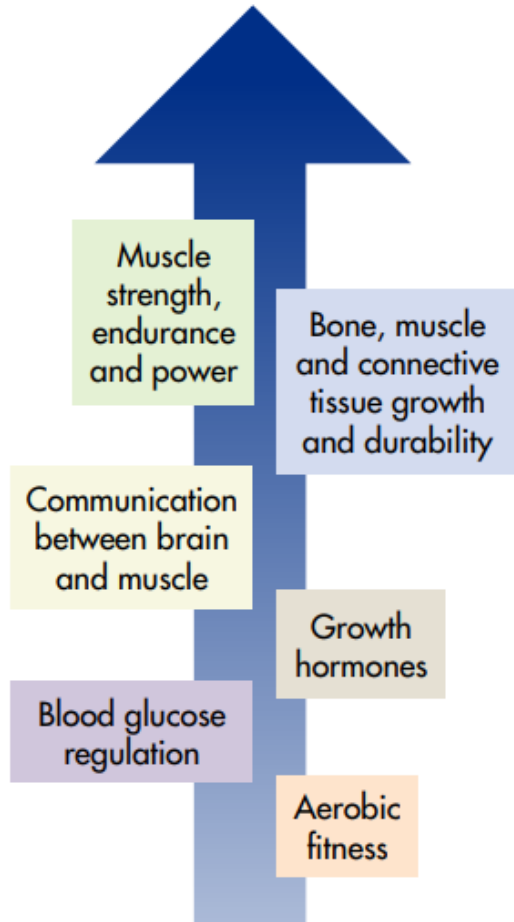 Muscle
strength,
endurance
and power
Bone, muscle
and connective
tissue growth
and durability
Communication
between brain
and muscle
Growth
hormones
Blood glucose
regulation
Aerobic
fitness